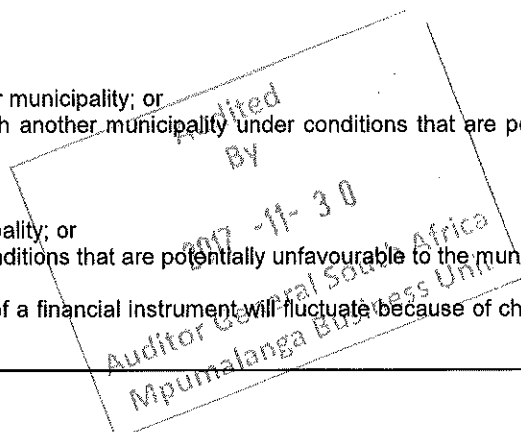 r municipality; or
h another municipality under conditions that are po
pality; or
nditions that are potentially unfavourable to the mun
of a financial instrument will fluctuate because of ch
Audited
By
2017 -11- 30
Auditor General South Africa
Mpumalanga Business Unit